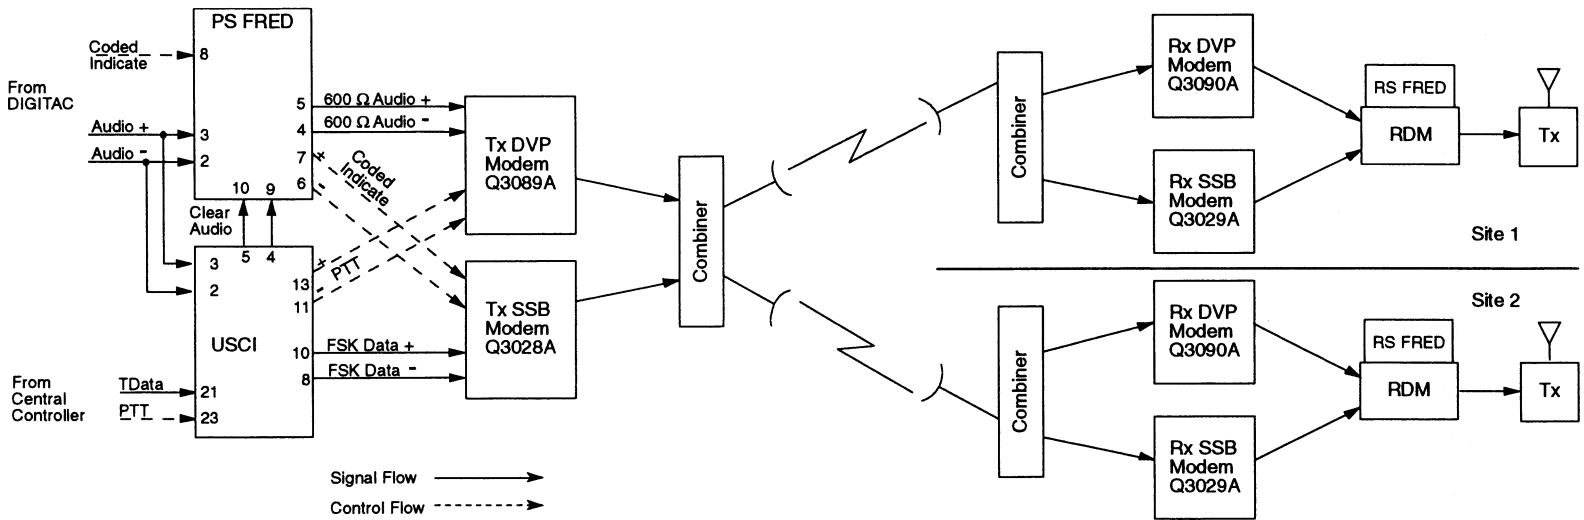 PS FRED
Coded
Indicate
8
From
DIGITAC
Audio +
3
Audio -
2
5
600 Ω Audio +
4
600 Ω Audio -
7
+
6
-
Coded
Indicate
10
9
Clear
Audio
5
4
3
2
13
+
11
-
PTT
USCI
10
FSK Data +
8
FSK Data -
From
Central
Controller
TData
21
PTT
23
Tx DVP
Modem
Q3089A
Tx SSB
Modem
Q3028A
Combiner
Combiner
Rx DVP
Modem
Q3090A
Rx SSB
Modem
Q3029A
RS FRED
RDM
Tx
Site 1
Site 2
Combiner
Rx DVP
Modem
Q3090A
Rx SSB
Modem
Q3029A
RS FRED
RDM
Tx
Signal Flow
Control Flow